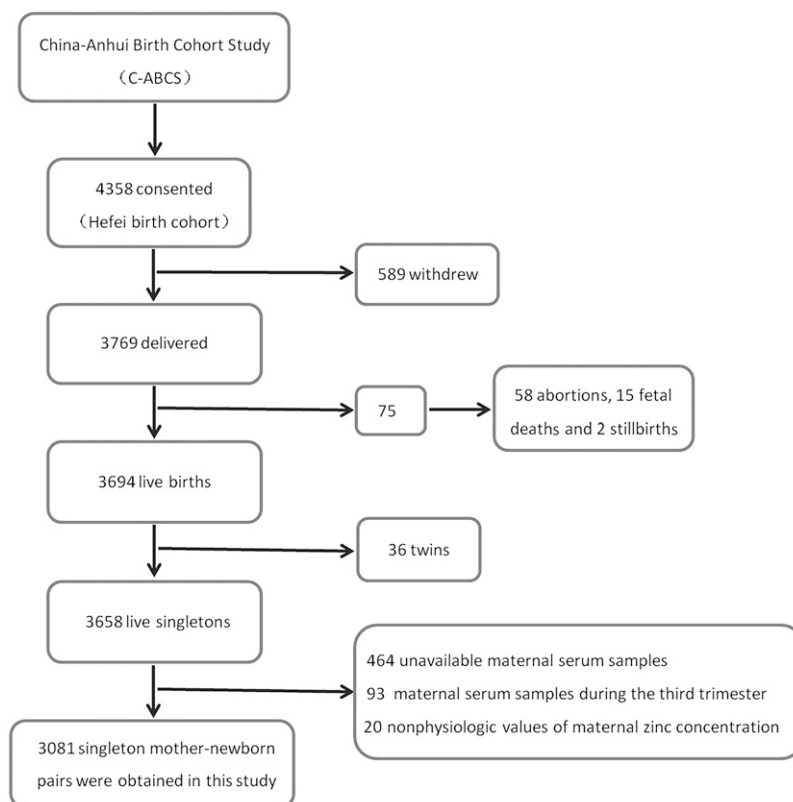 China-Anhui Birth Cohort Study
（C-ABCS）
4358 consented
（Hefei birth cohort）
589 withdrew
3769 delivered
75
58 abortions, 15 fetal
deaths and 2 stillbirths
3694 live births
36 twins
3658 live singletons
464 unavailable maternal serum samples
93 maternal serum samples during the third trimester
20 nonphysiologic values of maternal zinc concentration
3081 singleton mother-newborn
pairs were obtained in this study